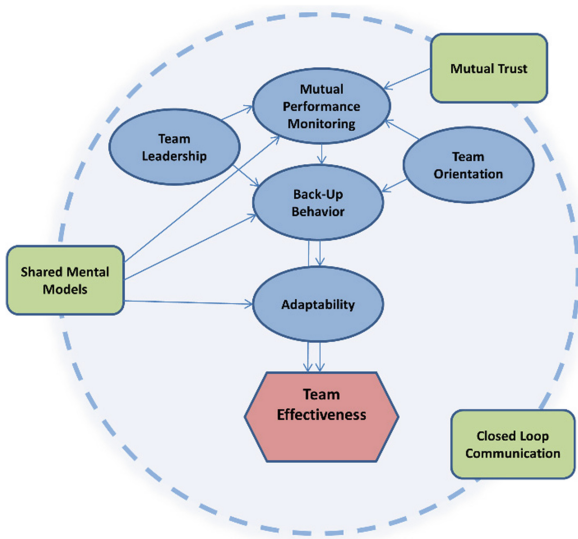 Mutual Trust
Mutual
Performance
Monitoring
Team
Leadership
Team
Orientation
Back-Up
Behavior
Shared Mental
Models
Adaptability
Team
Effectiveness
Closed Loop
Communication